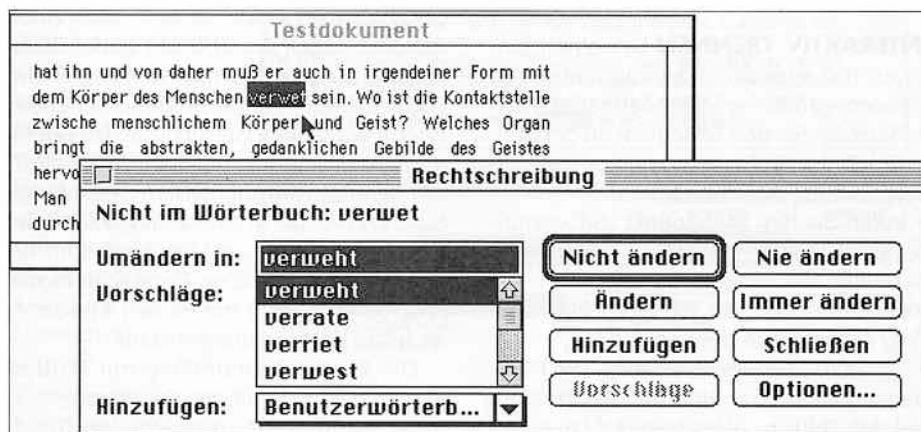 Testdokument
hat ihn und von daher muß er auch in irgendeiner Form mit
dem Körper des Menschen verwet sein. Wo ist die Kontaktstelle
zwische menschlichem Körper und Geist? Welches Organ
bringt die abstrakten, gedanklichen Gebilde des Geistes
hervo
Man
durch
Rechtschreibung
Nicht im Wörterbuch: verwet
Umändern in: verweht
Vorschläge: verweht
verrate
verriet
verwest
Hinzufügen: Benutzerwörterb...
Nicht ändern Nie ändern
Ändern Immer ändern
Hinzufügen Schließen
Vorschläge Optionen...